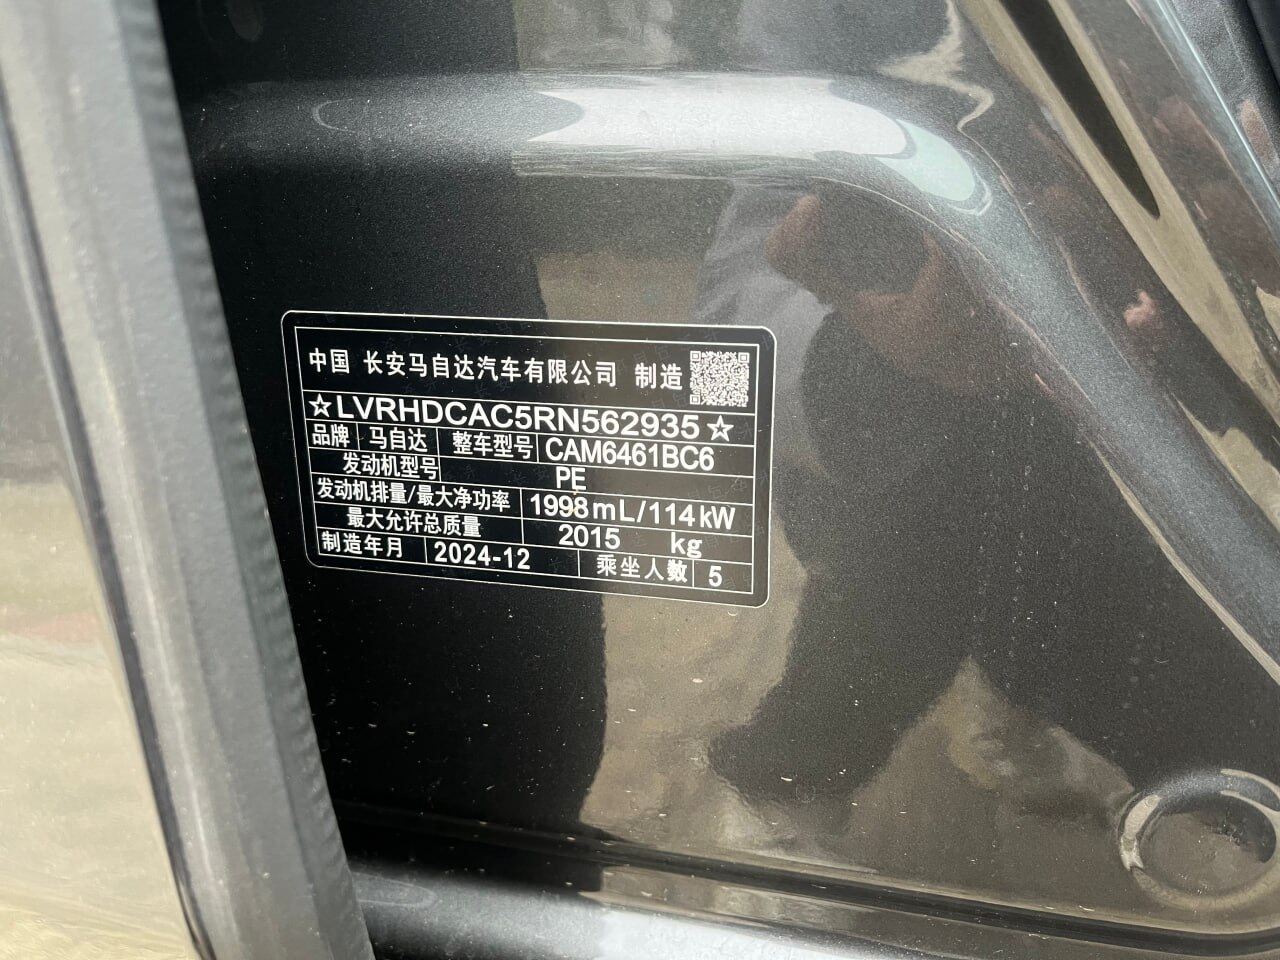 中国 长安马自达汽车有限公司 制造
☆LVRHDCAC5RN562935☆
品牌 马自达 整车型号 CAM6461BC6
发动机型号 PE
发动机排量/最大净功率 1998mL/114kW
最大允许总质量 2015 kg
制造年月 2024-12 乘坐人数 5